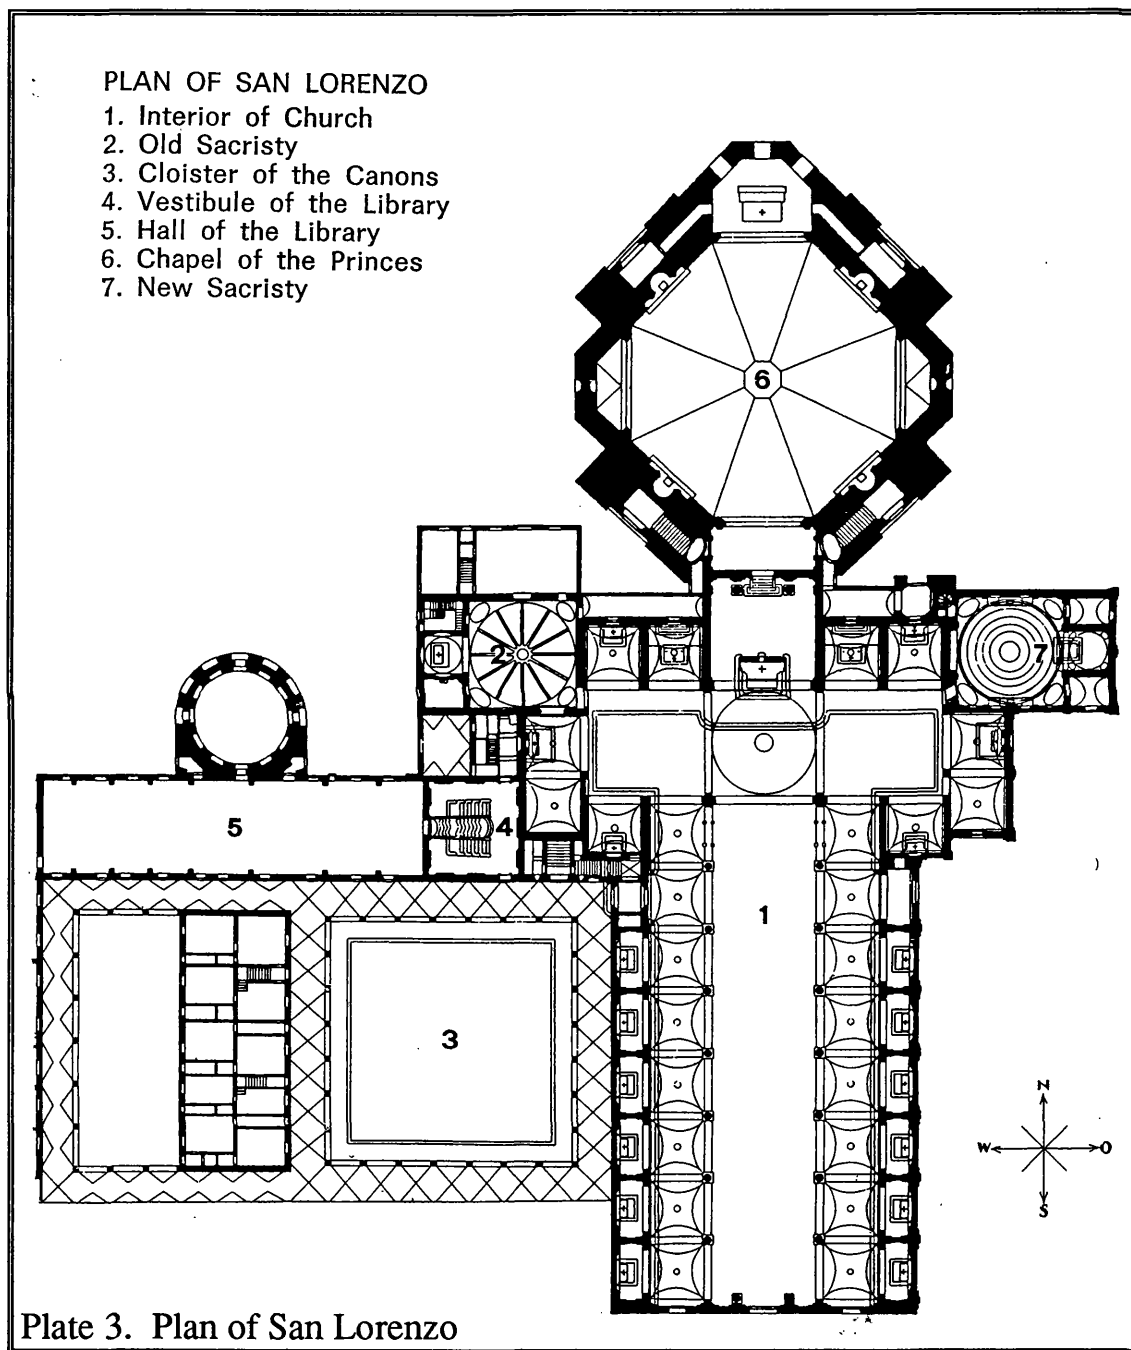 PLAN OF SAN LORENZO
1. Interior of Church
2. Old Sacristy
3. Cloister of the Canons
4. Vestibule of the Library
5. Hall of the Library
6. Chapel of the Princes
7. New Sacristy
6
2
7
5
4
1
3
N
W O
S
Plate 3. Plan of San Lorenzo